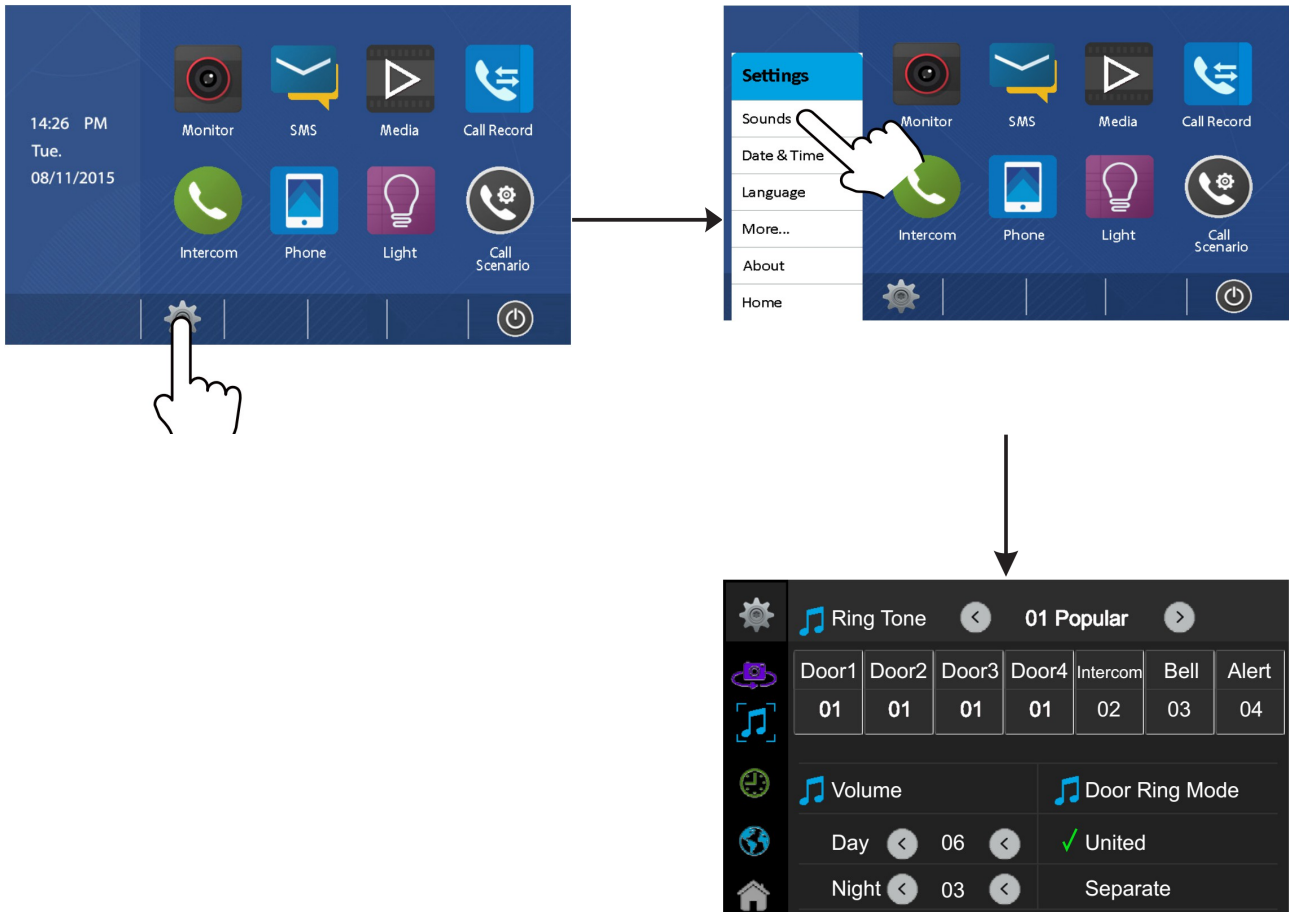 14:26 PM
Tue.
08/11/2015
Monitor SMS Media Call Record
Intercom Phone Light Call
Scenario
Settings
Sounds
Date & Time
Language
More...
About
Home
Monitor SMS Media Call Record
Intercom Phone Light Call
Scenario
Ring Tone < 01 Popular >
Door1 Door2 Door3 Door4 Intercom Bell Alert
01 01 01 01 02 03 04
Volume Door Ring Mode
Day < 06 < √ United
Night < 03 < Separate